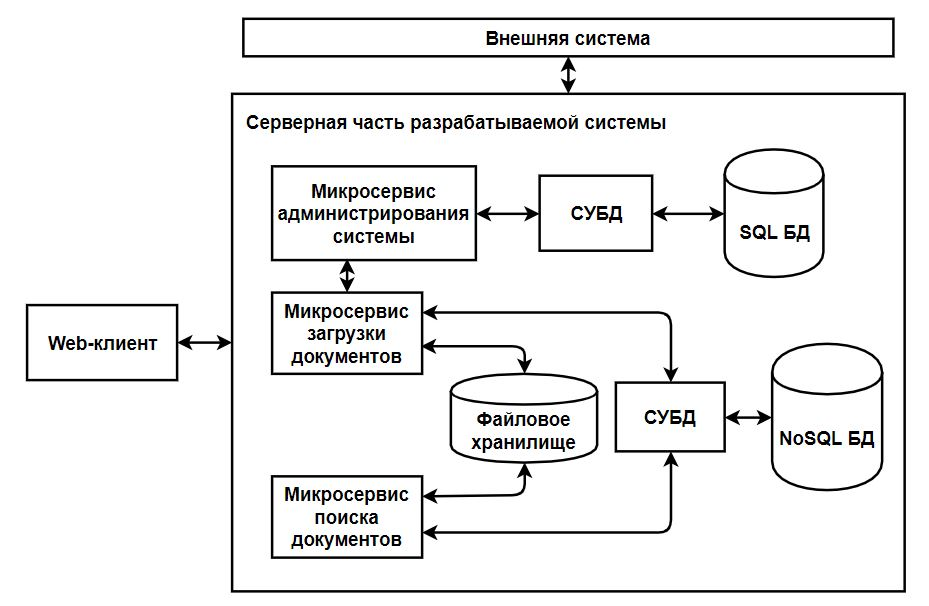 Внешняя система
Серверная часть разрабатываемой системы
Микросервис
администрирования
системы
СУБД
SQL БД
Микросервис
загрузки
документов
Web-клиент
Файловое
хранилище
СУБД
NoSQL БД
Микросервис
поиска
документов